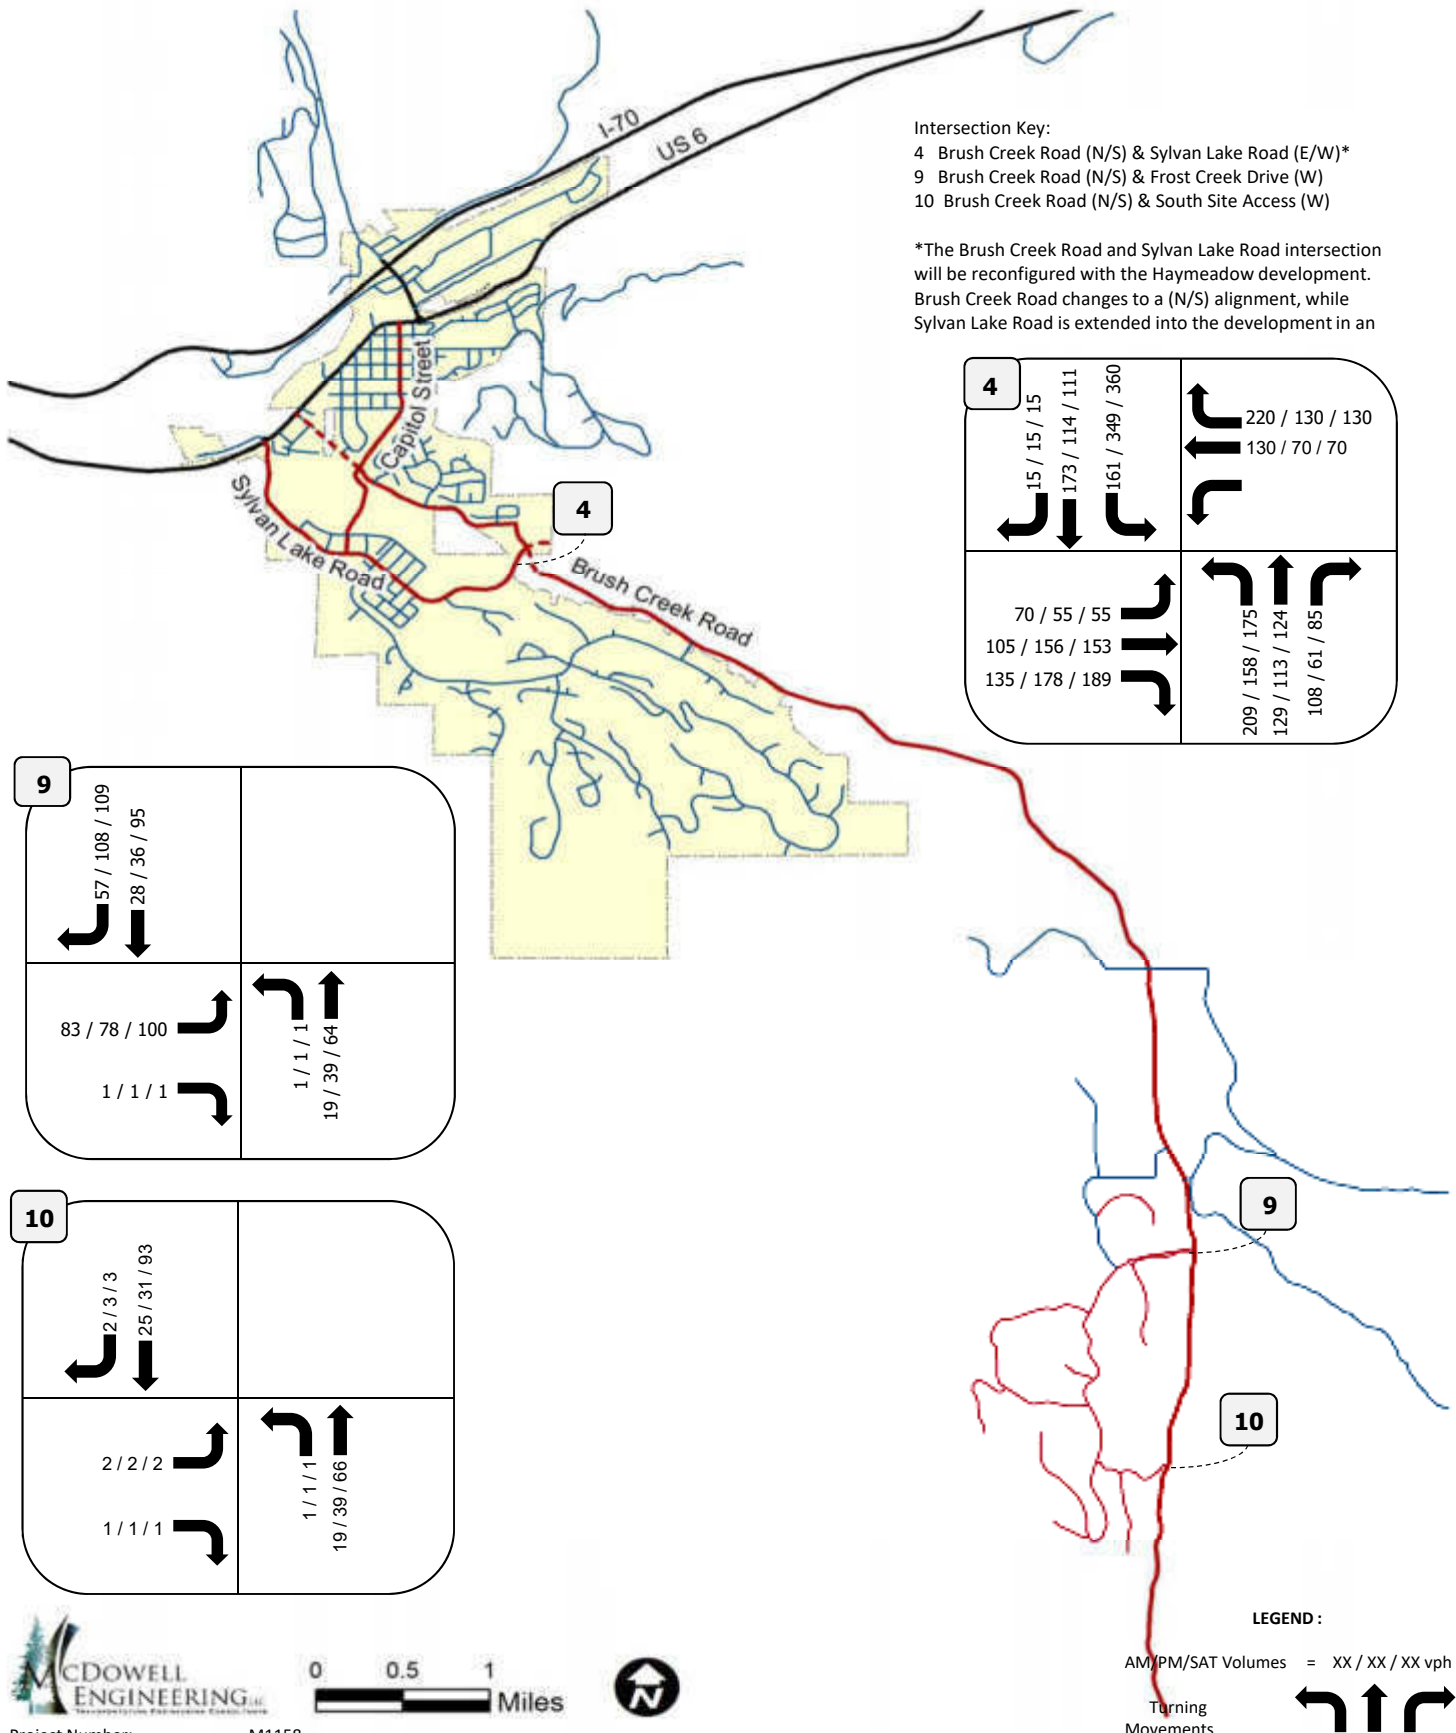 I-70
US 6
Intersection Key:
4 Brush Creek Road (N/S) & Sylvan Lake Road (E/W)*
9 Brush Creek Road (N/S) & Frost Creek Drive (W)
10 Brush Creek Road (N/S) & South Site Access (W)
*The Brush Creek Road and Sylvan Lake Road intersection
will be reconfigured with the Haymeadow development.
Brush Creek Road changes to a (N/S) alignment, while
Sylvan Lake Road is extended into the development in an
Capitol Street
Sylvan Lake Road
Brush Creek Road
4
4
15 / 15 / 15
173 / 114 / 111
161 / 349 / 360
220 / 130 / 130
130 / 70 / 70
70 / 55 / 55
105 / 156 / 153
135 / 178 / 189
209 / 158 / 175
129 / 113 / 124
108 / 61 / 85
9
57 / 108 / 109
28 / 36 / 95
83 / 78 / 100
1 / 1 / 1
1 / 1 / 1
19 / 39 / 64
9
10
10
2 / 3 / 3
25 / 31 / 93
2 / 2 / 2
1 / 1 / 1
1 / 1 / 1
19 / 39 / 66
McDOWELL
ENGINEERING LLC
TRANSPORTATION ENGINEERING CONSULTANTS
0 0.5 1
Miles
N
LEGEND :
AM/PM/SAT Volumes = XX / XX / XX vph
Turning
Movements
Project Number: M1158